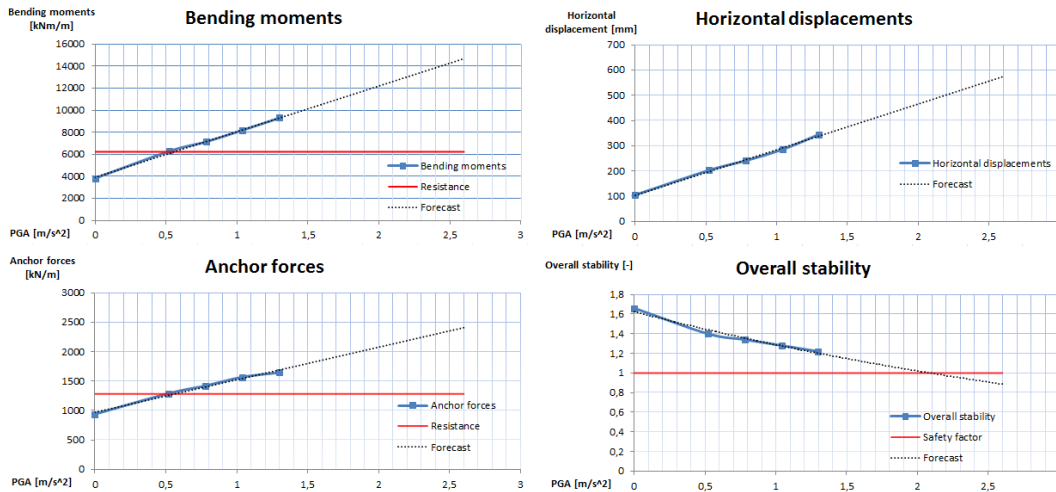 Bending moments
[kNm/m]
Bending moments
16000
14000
12000
10000
8000
6000
4000
2000
0
Bending moments
Resistance
Forecast
PGA [m/s^2]
0
0,5
1
1,5
2
2,5
3
Horizontal
displacement [mm]
Horizontal displacements
700
600
500
400
300
200
100
0
Horizontal displacements
Forecast
PGA [m/s^2]
0
0,5
1
1,5
2
2,5
Anchor forces
[kN/m]
Anchor forces
3000
2500
2000
1500
1000
500
0
Anchor forces
Resistance
Forecast
PGA [m/s^2]
0
0,5
1
1,5
2
2,5
3
Overall stability [-]
Overall stability
1,8
1,6
1,4
1,2
1
0,8
0,6
0,4
0,2
0
Overall stability
Safety factor
Forecast
PGA [m/s^2]
0
0,5
1
1,5
2
2,5